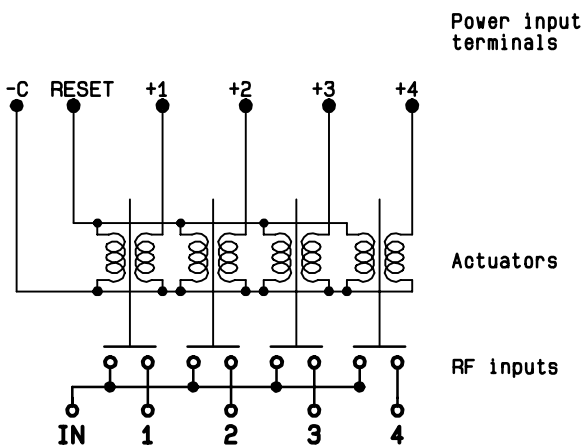 Power input
terminals
-C RESET +1 +2 +3 +4
Actuators
RF inputs
IN 1 2 3 4